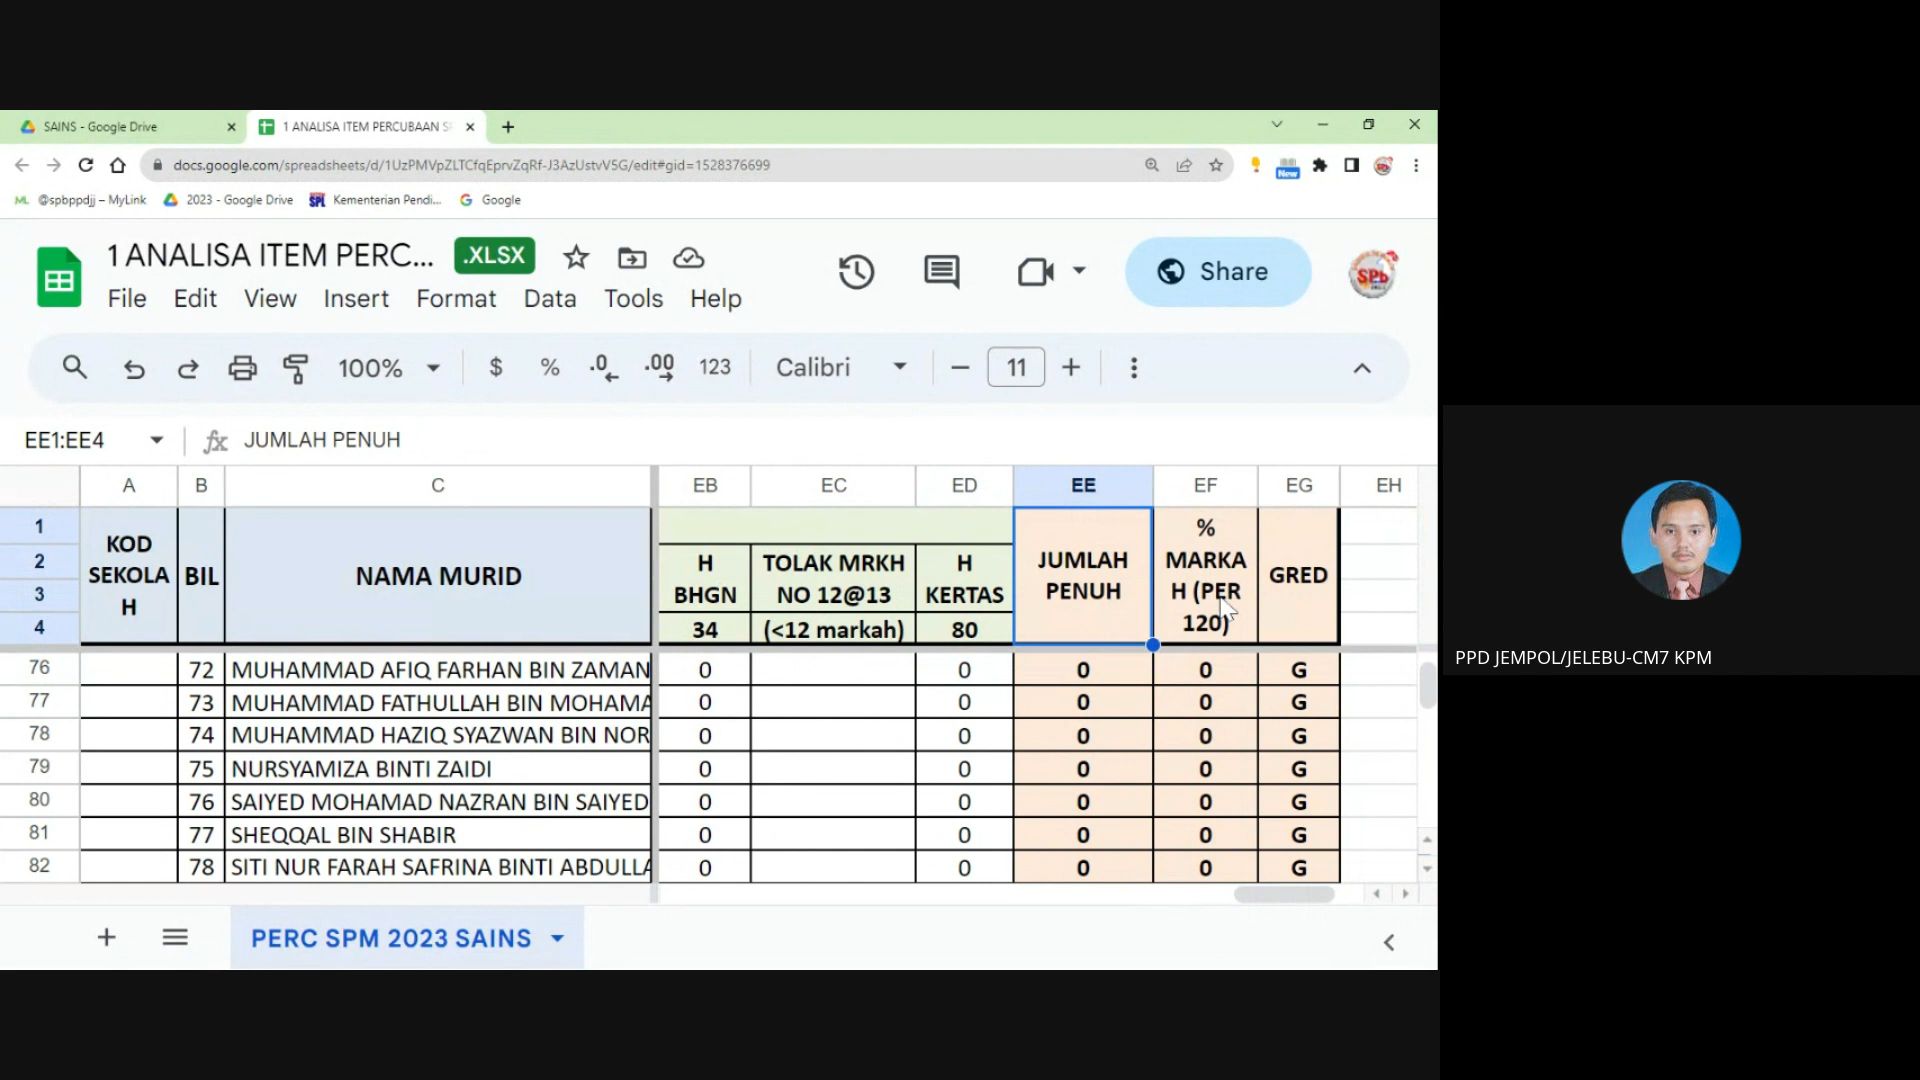 SAINS - Google Drive
1 ANALISA ITEM PERCUBAAN S
docs.google.com/spreadsheets/d/1UzPMVpZLTCfqEprvZqRf-J3AzUstvV5G/edit#gid=1528376699
New
ML @spbppdjj – MyLink
2023 - Google Drive
SPL Kementerian Pendi...
G Google
1 ANALISA ITEM PERC...
.XLSX
Share
SPb
File Edit View Insert Format Data Tools Help
100% $ % .0 .00 123 Calibri 11
EE1:EE4 fx JUMLAH PENUH
A B C EB EC ED EE EF EG EH
1 2 3 4
KOD SEKOLA H
BIL
NAMA MURID
H BHGN
34
TOLAK MRKH NO 12@13
(<12 markah)
H KERTAS
80
JUMLAH PENUH
% MARKA H (PER 120)
GRED
76 72 MUHAMMAD AFIQ FARHAN BIN ZAMAN 0 0 0 0 G
77 73 MUHAMMAD FATHULLAH BIN MOHAMA 0 0 0 0 G
78 74 MUHAMMAD HAZIQ SYAZWAN BIN NOR 0 0 0 0 G
79 75 NURSYAMIZA BINTI ZAIDI 0 0 0 0 G
80 76 SAIYED MOHAMAD NAZRAN BIN SAIYED 0 0 0 0 G
81 77 SHEQQAL BIN SHABIR 0 0 0 0 G
82 78 SITI NUR FARAH SAFRINA BINTI ABDULLA 0 0 0 0 G
PERC SPM 2023 SAINS
PPD JEMPOL/JELEBU-CM7 KPM